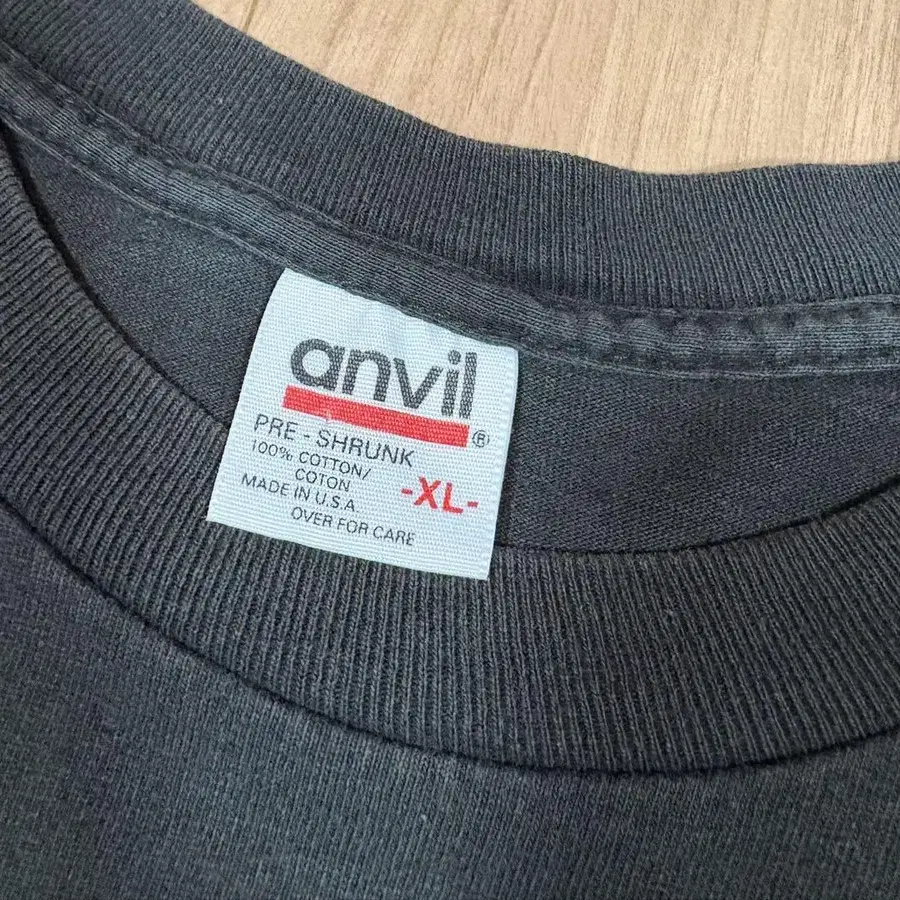 anvil®
PRE - SHRUNK
100% COTTON/
COTON
MADE IN U.S.A
-XL-
OVER FOR CARE